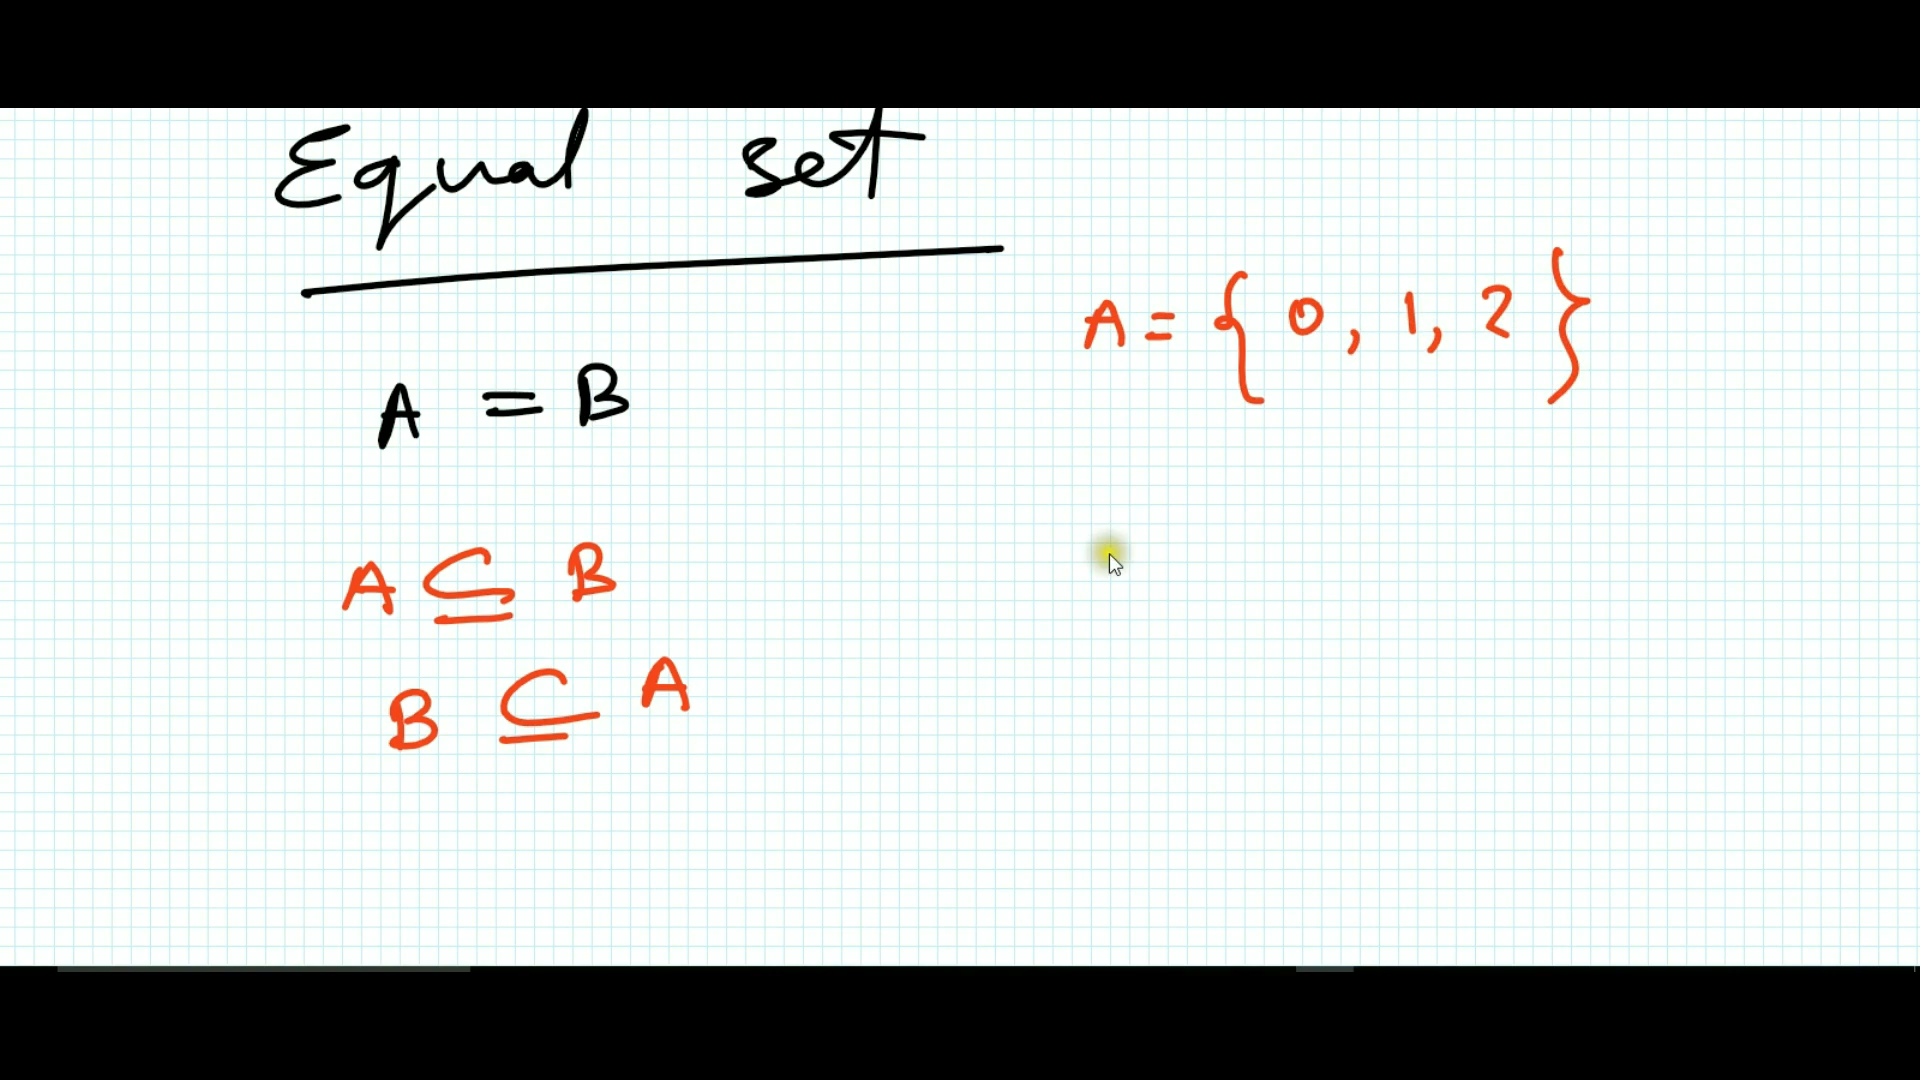 Equal set
A = B
A = { 0, 1, 2 }
A ⊆ B
B ⊆ A